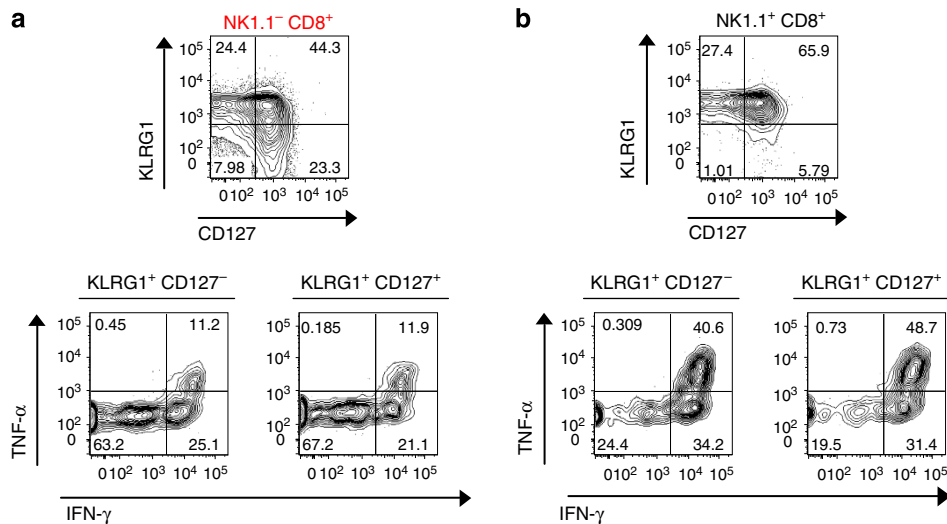 a
NK1.1⁻ CD8⁺
24.4 44.3
7.98 23.3
10⁵
10⁴
10³
10²
0
KLRG1
0 10² 10³ 10⁴ 10⁵
CD127
KLRG1⁺ CD127⁻
0.45 11.2
63.2 25.1
10⁵
10⁴
10³
10²
0
TNF-α
0 10² 10³ 10⁴ 10⁵
KLRG1⁺ CD127⁺
0.185 11.9
67.2 21.1
0 10² 10³ 10⁴ 10⁵
IFN-γ
b
NK1.1⁺ CD8⁺
27.4 65.9
1.01 5.79
10⁵
10⁴
10³
10²
0
KLRG1
0 10² 10³ 10⁴ 10⁵
CD127
KLRG1⁺ CD127⁻
0.309 40.6
24.4 34.2
10⁵
10⁴
10³
10²
0
TNF-α
0 10² 10³ 10⁴ 10⁵
KLRG1⁺ CD127⁺
0.73 48.7
19.5 31.4
0 10² 10³ 10⁴ 10⁵
IFN-γ